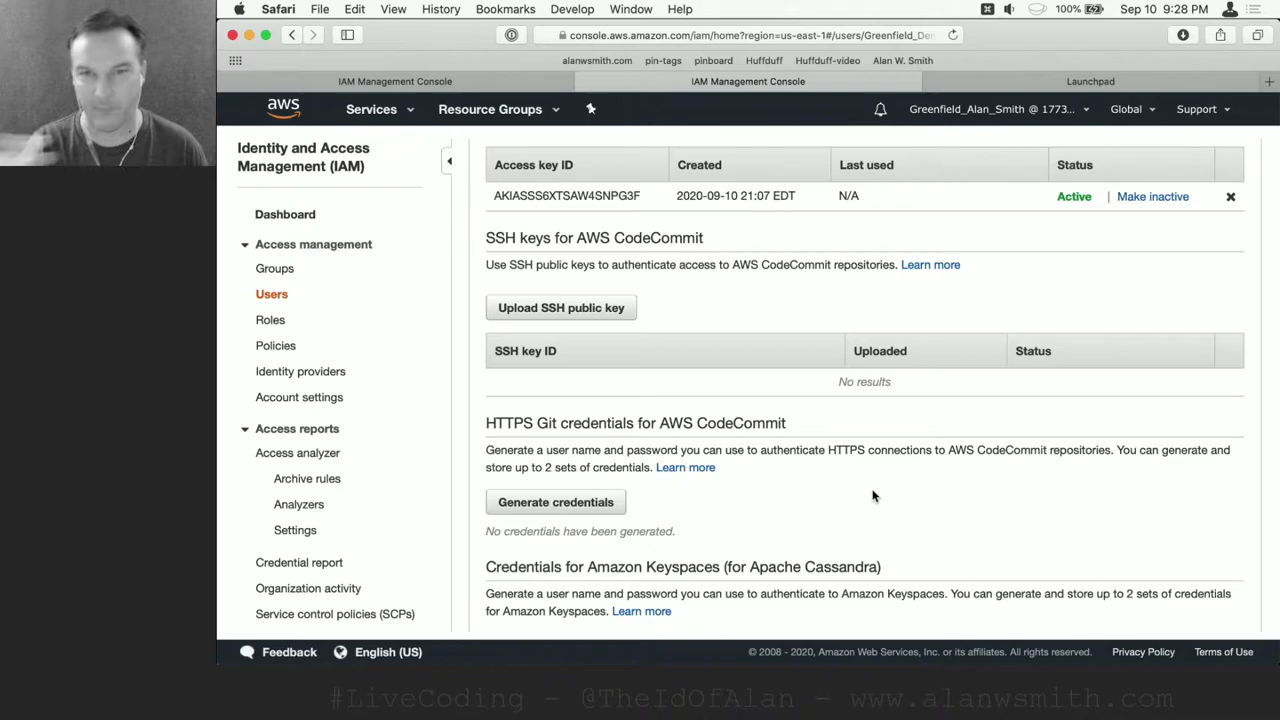 Safari File Edit View History Bookmarks Develop Window Help 100% Sep 10 9:28 PM
console.aws.amazon.com/iam/home?region=us-east-1#/users/Greenfield_De
alanwsmith.com pin-tags pinboard Huffduff Huffduff-video Alan W. Smith
IAM Management Console IAM Management Console Launchpad
aws Services Resource Groups Greenfield_Alan_Smith @ 1773... Global Support
Identity and Access
Management (IAM)
Dashboard
Access management
Groups
Users
Roles
Policies
Identity providers
Account settings
Access reports
Access analyzer
Archive rules
Analyzers
Settings
Credential report
Organization activity
Service control policies (SCPs)
Access key ID Created Last used Status
AKIASSS6XTSAW4SNPG3F 2020-09-10 21:07 EDT N/A Active | Make inactive
SSH keys for AWS CodeCommit
Use SSH public keys to authenticate access to AWS CodeCommit repositories. Learn more
Upload SSH public key
SSH key ID Uploaded Status
No results
HTTPS Git credentials for AWS CodeCommit
Generate a user name and password you can use to authenticate HTTPS connections to AWS CodeCommit repositories. You can generate and
store up to 2 sets of credentials. Learn more
Generate credentials
No credentials have been generated.
Credentials for Amazon Keyspaces (for Apache Cassandra)
Generate a user name and password you can use to authenticate to Amazon Keyspaces. You can generate and store up to 2 sets of credentials
for Amazon Keyspaces. Learn more
Feedback English (US) © 2008 - 2020, Amazon Web Services, Inc. or its affiliates. All rights reserved. Privacy Policy Terms of Use
#LiveCoding - @TheIdOfAlan - www.alanwsmith.com